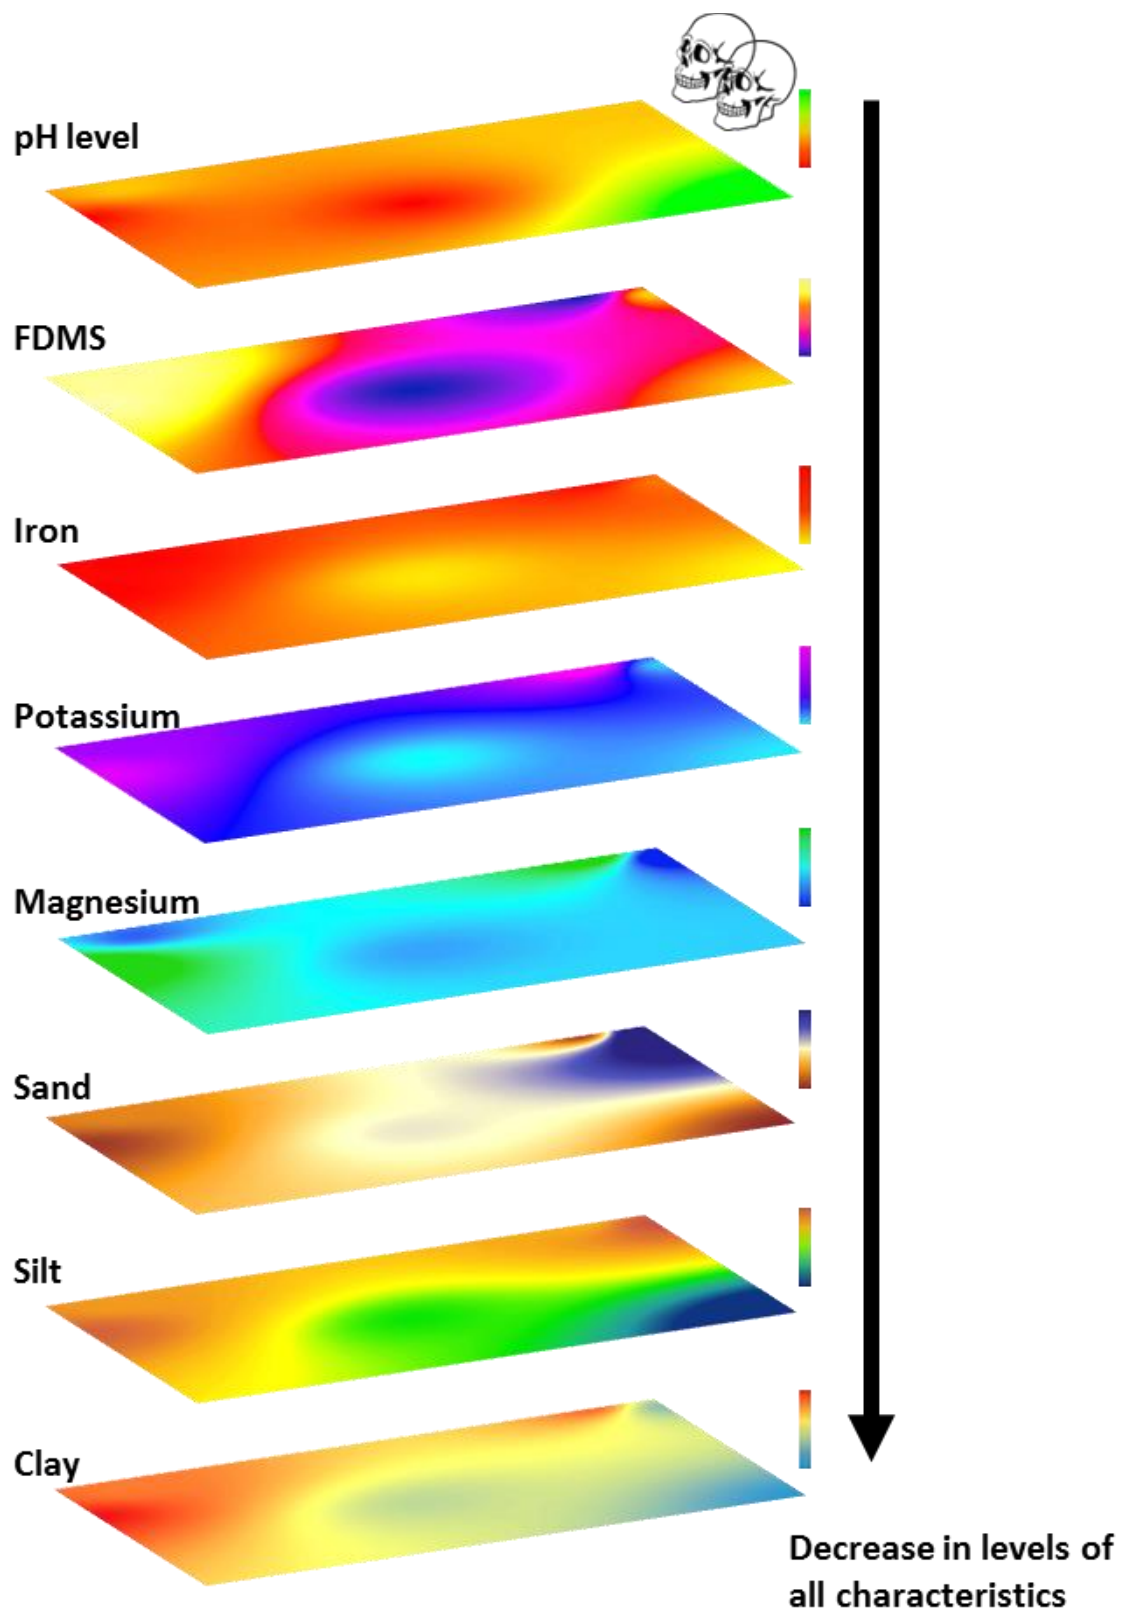 pH level
FDMS
Iron
Potassium
Magnesium
Sand
Silt
Clay
Decrease in levels of
all characteristics